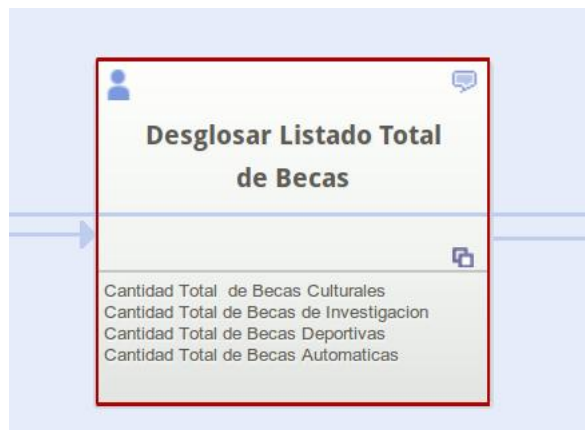 Desglosar Listado Total
de Becas
Cantidad Total  de Becas Culturales
Cantidad Total de Becas de Investigacion
Cantidad Total de Becas Deportivas
Cantidad Total de Becas Automaticas